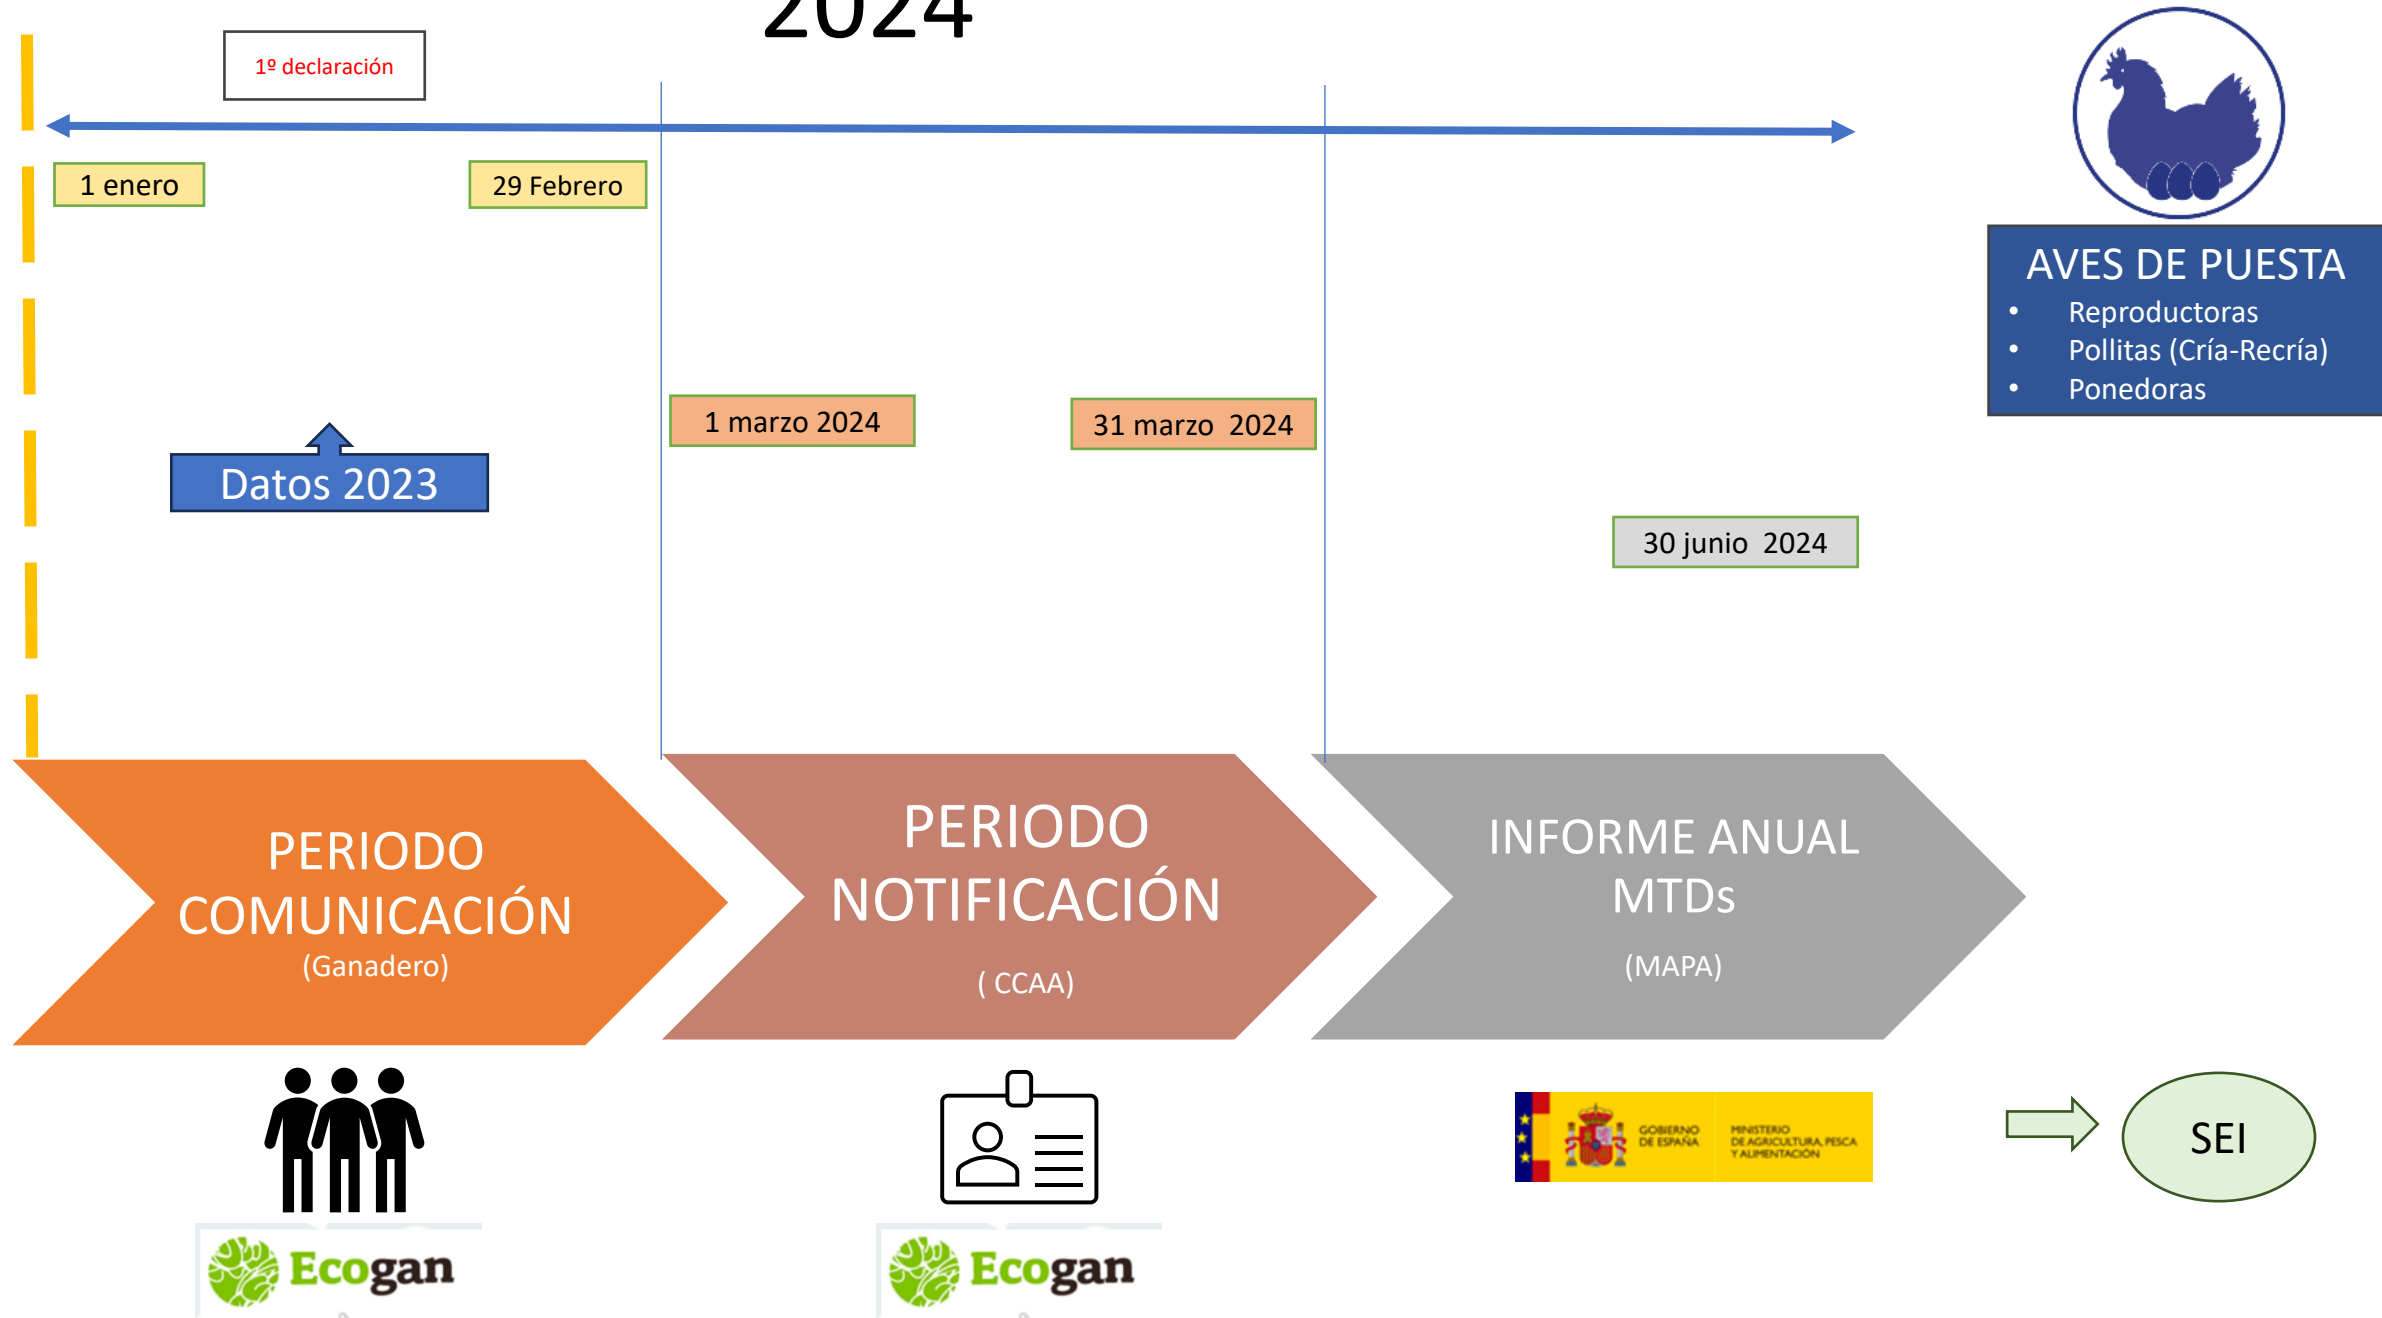 2024
1º declaración
1 enero
29 Febrero
AVES DE PUESTA
• Reproductoras
• Pollitas (Cría-Recría)
• Ponedoras
1 marzo 2024
31 marzo 2024
Datos 2023
30 junio 2024
PERIODO
COMUNICACIÓN
(Ganadero)
PERIODO
NOTIFICACIÓN
( CCAA)
INFORME ANUAL
MTDs
(MAPA)
GOBIERNO
DE ESPAÑA
MINISTERIO
DE AGRICULTURA, PESCA
Y ALIMENTACIÓN
SEI
Ecogan
Ecogan